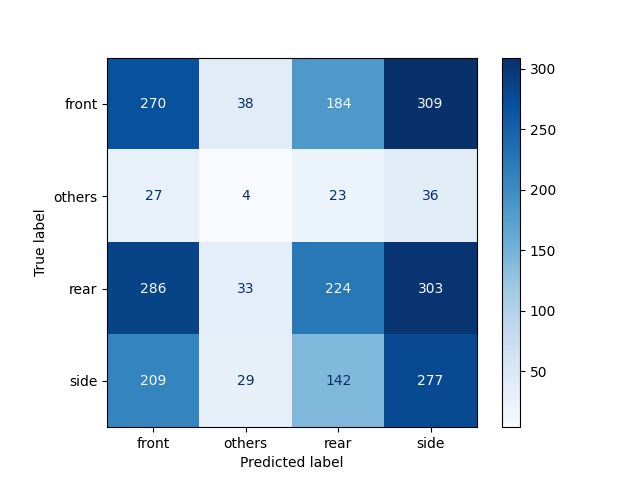 front 270 38 184 309
others 27 4 23 36
rear 286 33 224 303
side 209 29 142 277
front others rear side
Predicted label
True label
300
250
200
150
100
50